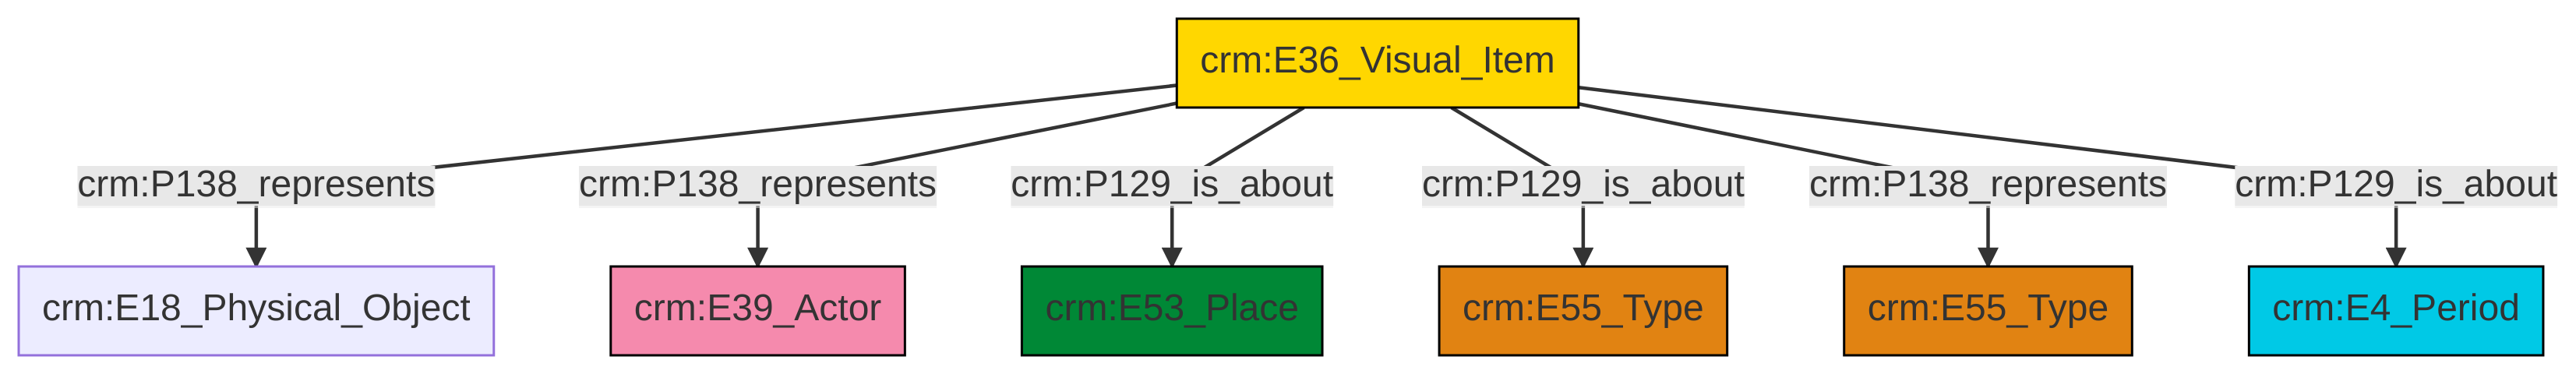 crm:E36_Visual_Item
crm:P138_represents
crm:P138_represents
crm:P129_is_about
crm:P129_is_about
crm:P138_represents
crm:P129_is_about
crm:E18_Physical_Object
crm:E39_Actor
crm:E53_Place
crm:E55_Type
crm:E55_Type
crm:E4_Period